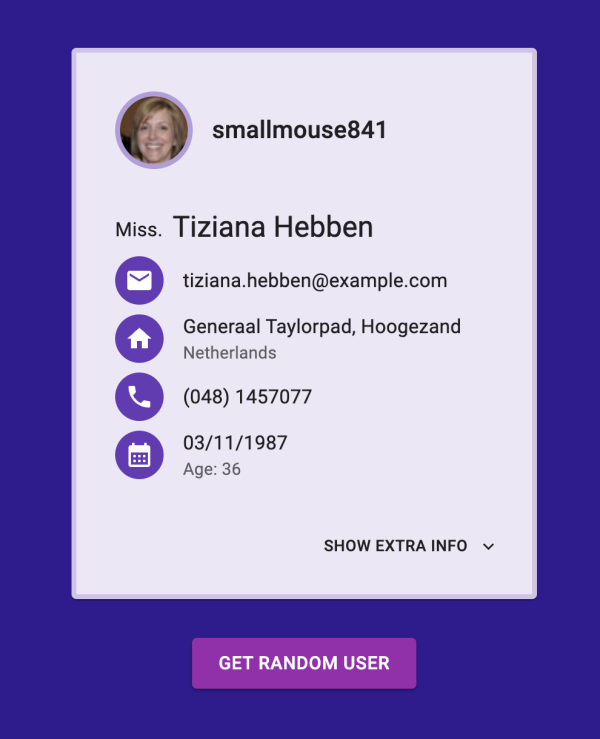 smallmouse841
Miss. Tiziana Hebben
tiziana.hebben@example.com
Generaal Taylorpad, Hoogezand
Netherlands
(048) 1457077
03/11/1987
Age: 36
SHOW EXTRA INFO
GET RANDOM USER